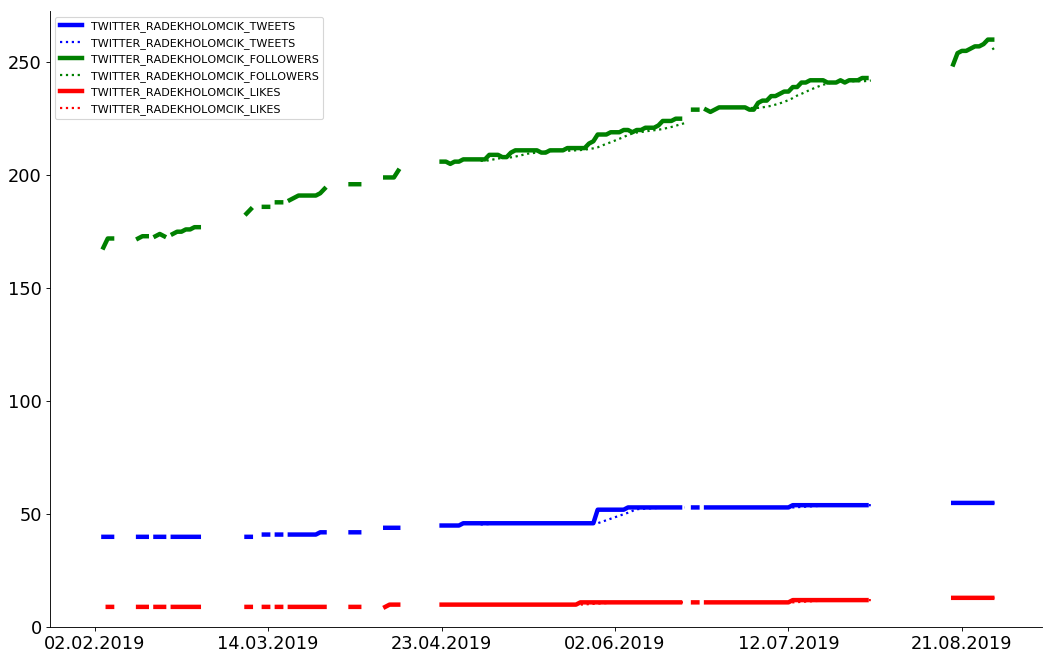 TWITTER_RADEKHOLOMCIK_TWEETS
TWITTER_RADEKHOLOMCIK_TWEETS
TWITTER_RADEKHOLOMCIK_FOLLOWERS
TWITTER_RADEKHOLOMCIK_FOLLOWERS
TWITTER_RADEKHOLOMCIK_LIKES
TWITTER_RADEKHOLOMCIK_LIKES
250
200
150
100
50
0
02.02.2019 14.03.2019 23.04.2019 02.06.2019 12.07.2019 21.08.2019